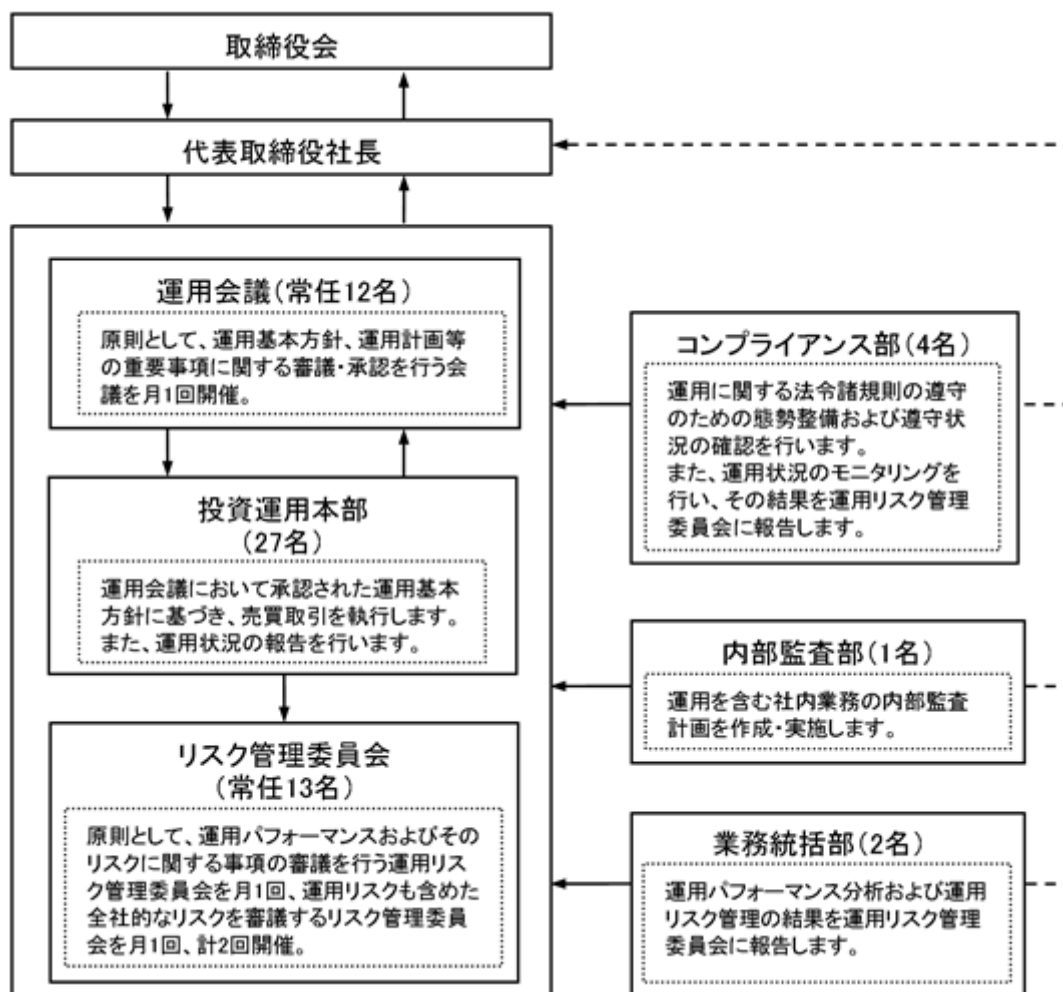 取締役会
代表取締役社長
運用会議(常任12名)
原則として、運用基本方針、運用計画等
の重要事項に関する審議・承認を行う会
議を月1回開催。
投資運用本部
(27名)
運用会議において承認された運用基本
方針に基づき、売買取引を執行します。
また、運用状況の報告を行います。
リスク管理委員会
(常任13名)
原則として、運用パフォーマンスおよびその
リスクに関する事項の審議を行う運用リス
ク管理委員会を月1回、運用リスクも含めた
全社的なリスクを審議するリスク管理委員
会を月1回、計2回開催。
コンプライアンス部(4名)
運用に関する法令諸規則の遵守
のための態勢整備および遵守状
況の確認を行います。
また、運用状況のモニタリングを
行い、その結果を運用リスク管理
委員会に報告します。
内部監査部(1名)
運用を含む社内業務の内部監査
計画を作成・実施します。
業務統括部(2名)
運用パフォーマンス分析および運用
リスク管理の結果を運用リスク管理
委員会に報告します。